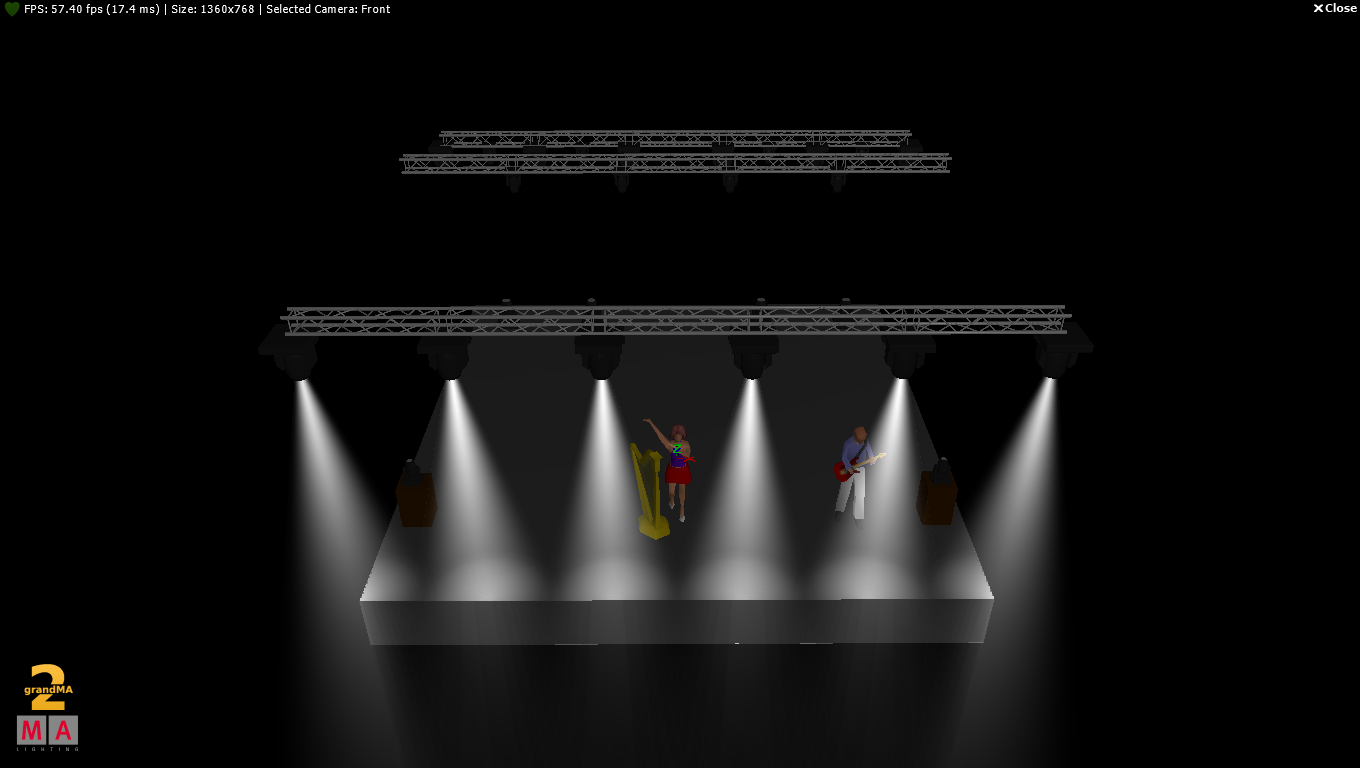 FPS: 57.40 fps (17.4 ms) | Size: 1360x768 | Selected Camera: Front
Close
Z
2
grandMA
MA
LIGHTING